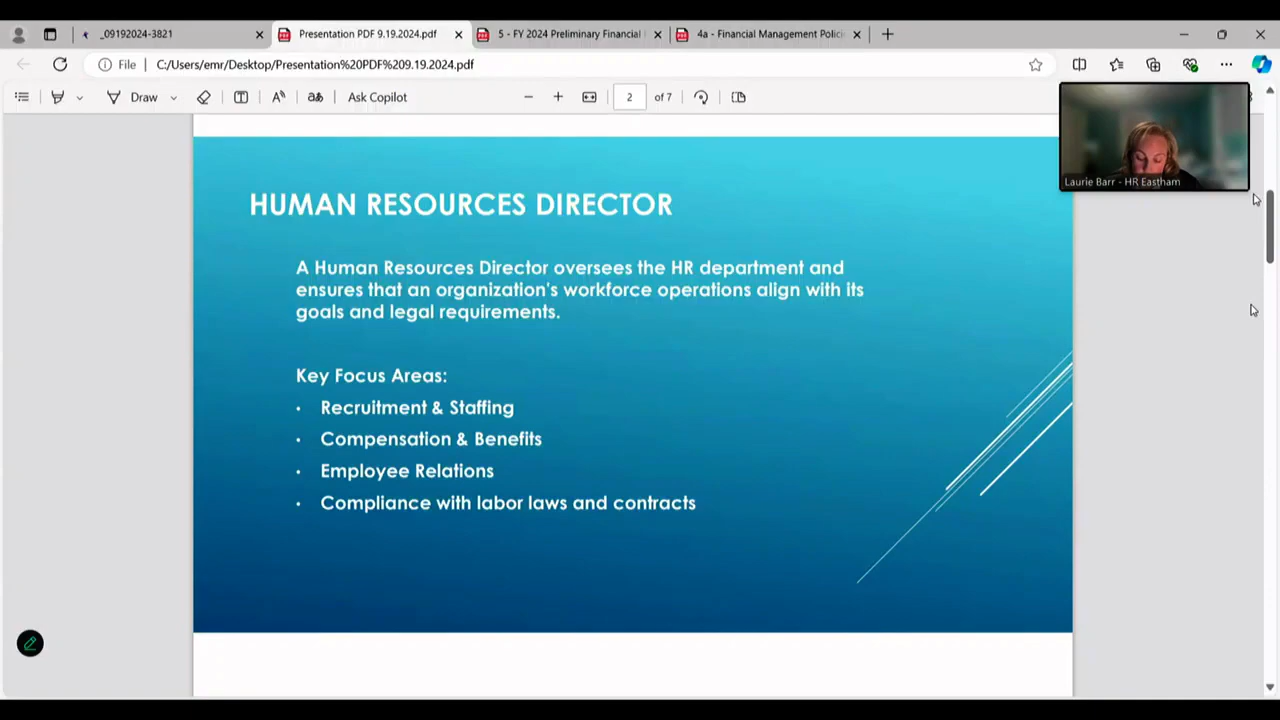 _09192024-3821
Presentation PDF 9.19.2024.pdf
5 - FY 2024 Preliminary Financial
4a - Financial Management Polici
File
C:/Users/emr/Desktop/Presentation%20PDF%209.19.2024.pdf
Draw
aあ
Ask Copilot
2 of 7
Laurie Barr - HR Eastham
HUMAN RESOURCES DIRECTOR
A Human Resources Director oversees the HR department and
ensures that an organization's workforce operations align with its
goals and legal requirements.
Key Focus Areas:
• Recruitment & Staffing
• Compensation & Benefits
• Employee Relations
• Compliance with labor laws and contracts